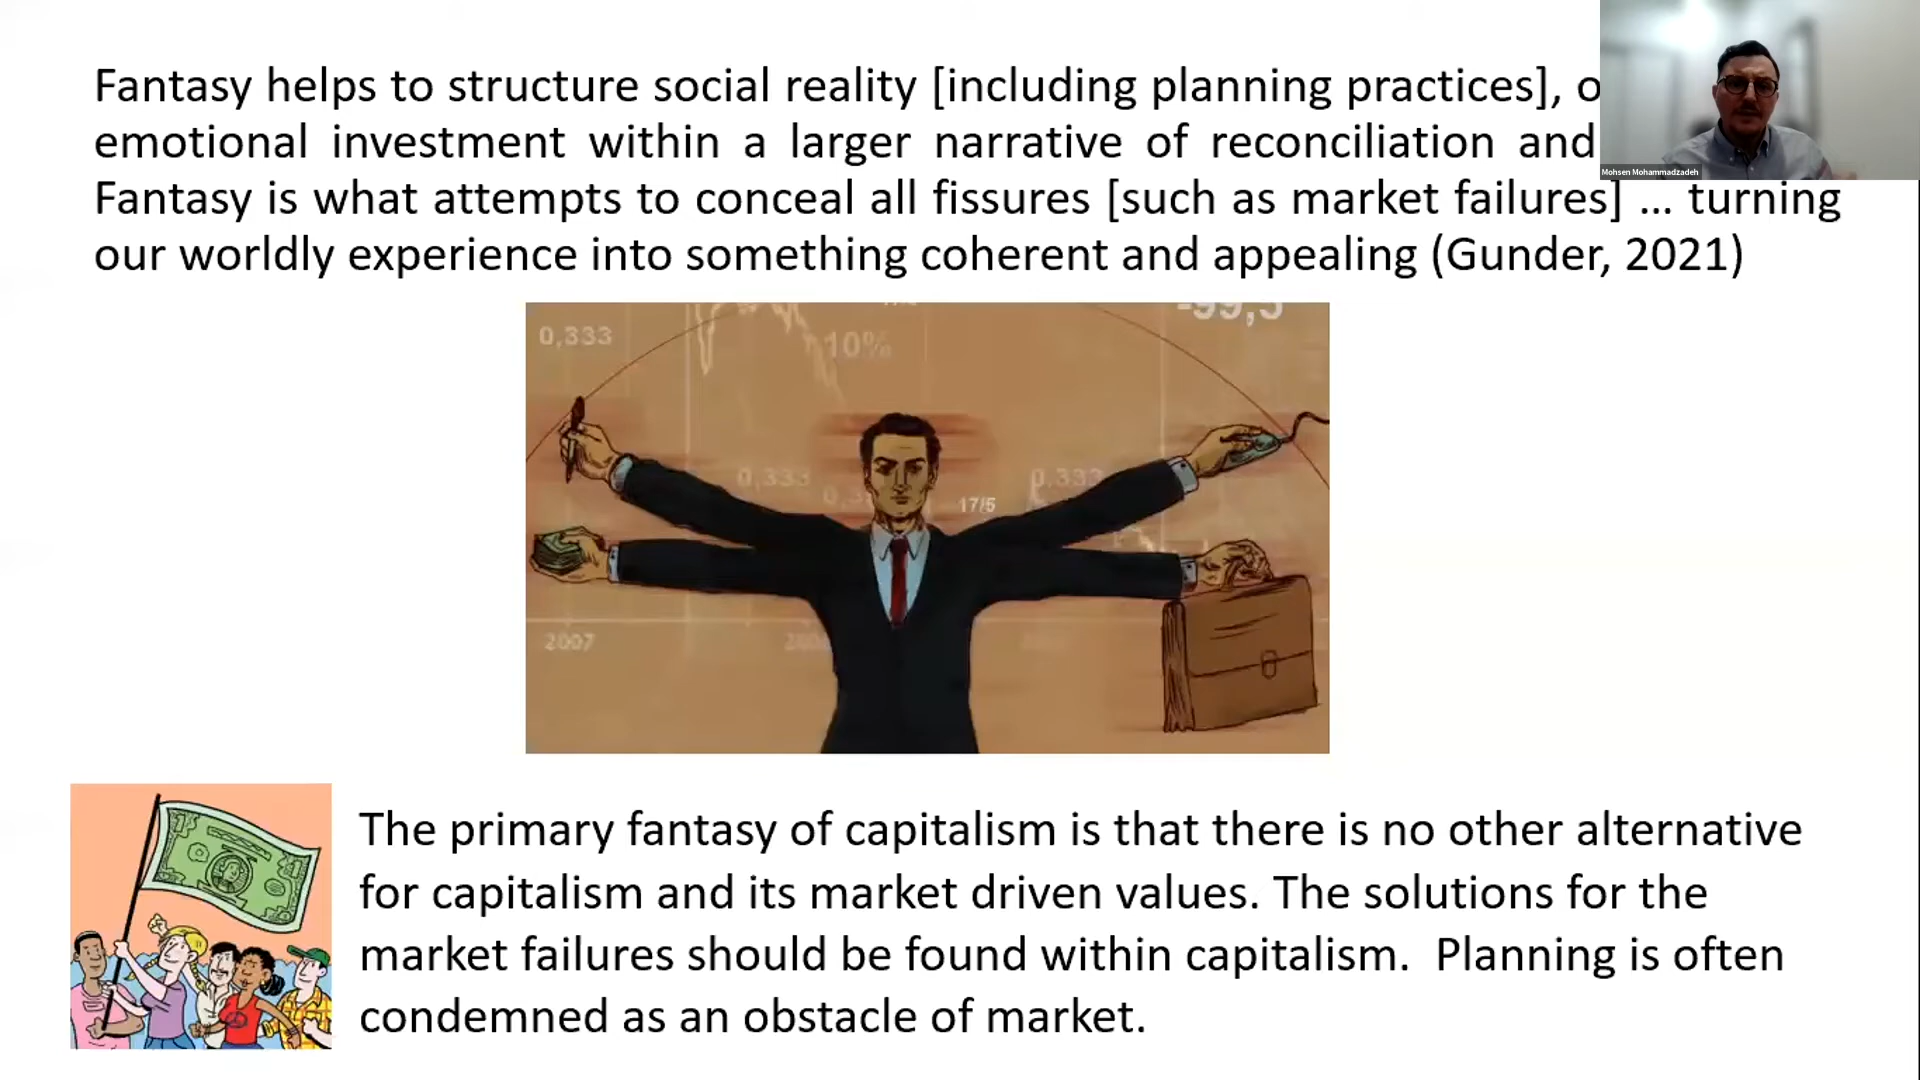 Fantasy helps to structure social reality [including planning practices],
emotional investment within a larger narrative of reconciliation and
Mohsen Mohammadzadeh
Fantasy is what attempts to conceal all fissures [such as market failures] ... turning
our worldly experience into something coherent and appealing (Gunder, 2021)
-99,5
0,333
10%
0,333
0,333
17/5
2007
The primary fantasy of capitalism is that there is no other alternative
for capitalism and its market driven values. The solutions for the
market failures should be found within capitalism. Planning is often
condemned as an obstacle of market.